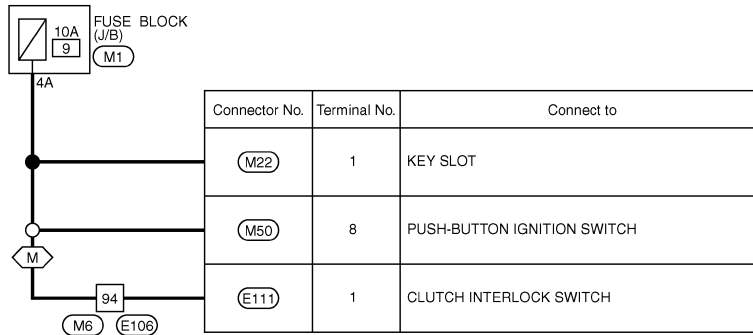 FUSE BLOCK
(J/B)
10A
9
M1
4A
Connector No. Terminal No. Connect to
M22 1 KEY SLOT
M50 8 PUSH-BUTTON IGNITION SWITCH
M
E111 1 CLUTCH INTERLOCK SWITCH
94
M6 E106